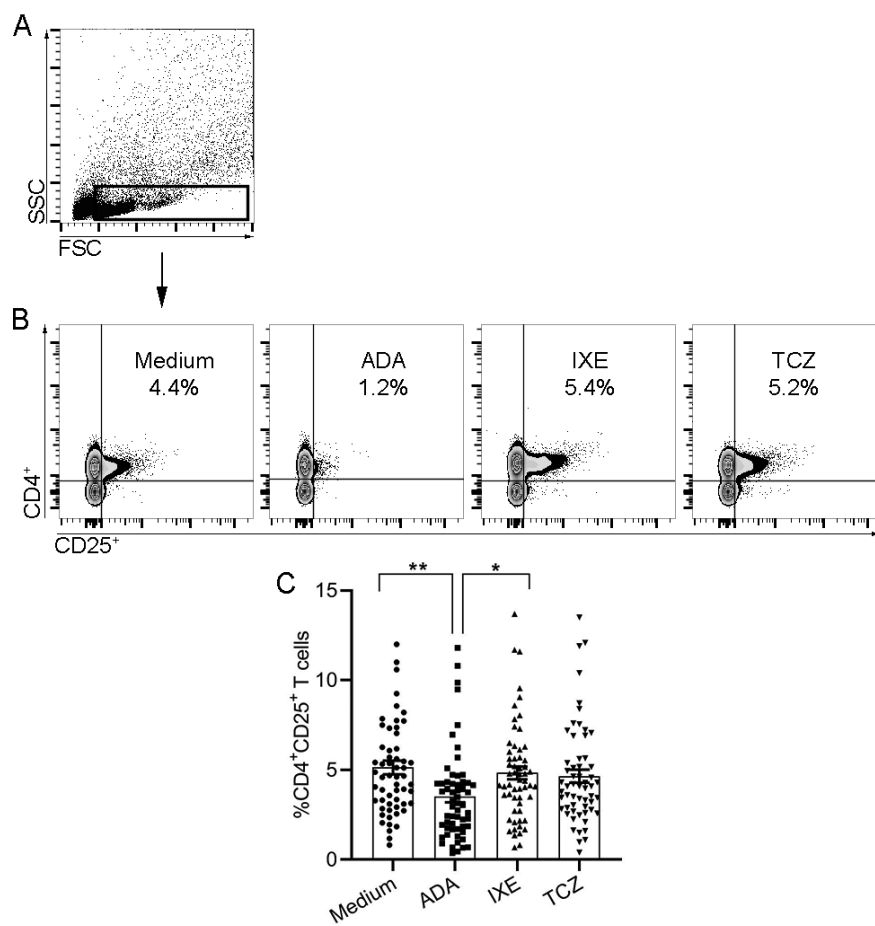 A
SSC
FSC
B
Medium ADA IXE TCZ
4.4% 1.2% 5.4% 5.2%
CD4⁺
CD25⁺
C
** *
%CD4⁺CD25⁺ T cells
15
10
5
0
Medium ADA IXE TCZ